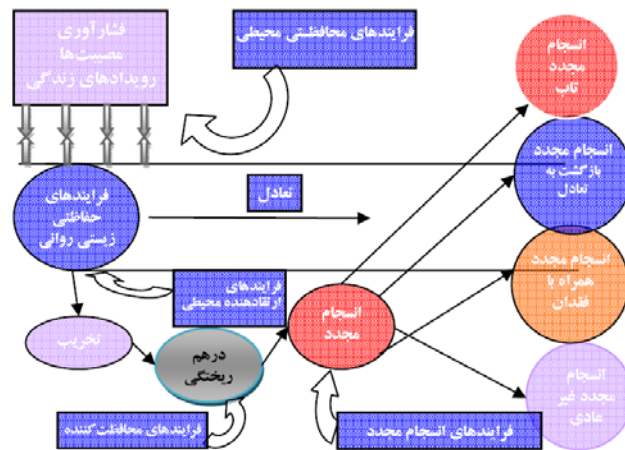 فشارآوری
مصیبت‌ها
رویدادهای زندگی
فرایندهای محافظتی محیطی
انسجام
مجدد
تاب
انسجام مجدد
بازگشت به
تعادل
فرایندهای
حفاظتی
زیستی روانی
تعادل
انسجام مجدد
همراه با
فقدان
فرایندهای
ارتقادهنده محیطی
انسجام
مجدد
تخریب
درهم
ریختگی
انسجام
مجدد غیر
عادی
فرایندهای محافظت‌کننده
فرایندهای انسجام مجدد